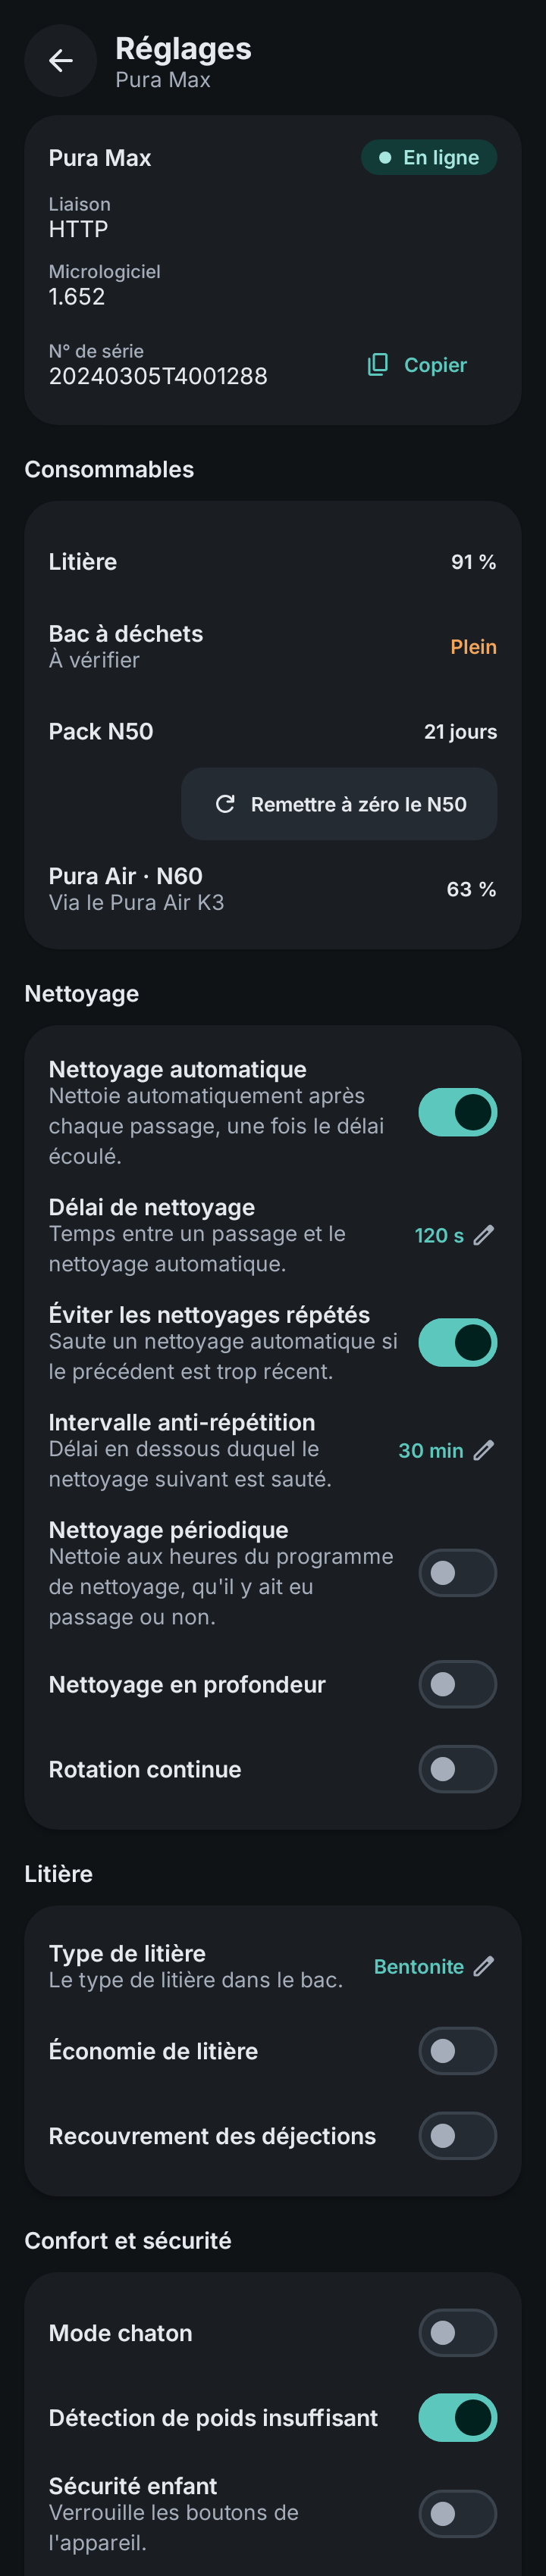 Réglages
Pura Max
Pura Max
En ligne
Liaison
HTTP
Micrologiciel
1.652
N° de série
20240305T4001288
Copier
Consommables
Litière
91 %
Bac à déchets
À vérifier
Plein
Pack N50
21 jours
Remettre à zéro le N50
Pura Air · N60
Via le Pura Air K3
63 %
Nettoyage
Nettoyage automatique
Nettoie automatiquement après
chaque passage, une fois le délai
écoulé.
Délai de nettoyage
Temps entre un passage et le
nettoyage automatique.
120 s
Éviter les nettoyages répétés
Saute un nettoyage automatique si
le précédent est trop récent.
Intervalle anti-répétition
Délai en dessous duquel le
nettoyage suivant est sauté.
30 min
Nettoyage périodique
Nettoie aux heures du programme
de nettoyage, qu'il y ait eu
passage ou non.
Nettoyage en profondeur
Rotation continue
Litière
Type de litière
Le type de litière dans le bac.
Bentonite
Économie de litière
Recouvrement des déjections
Confort et sécurité
Mode chaton
Détection de poids insuffisant
Sécurité enfant
Verrouille les boutons de
l'appareil.